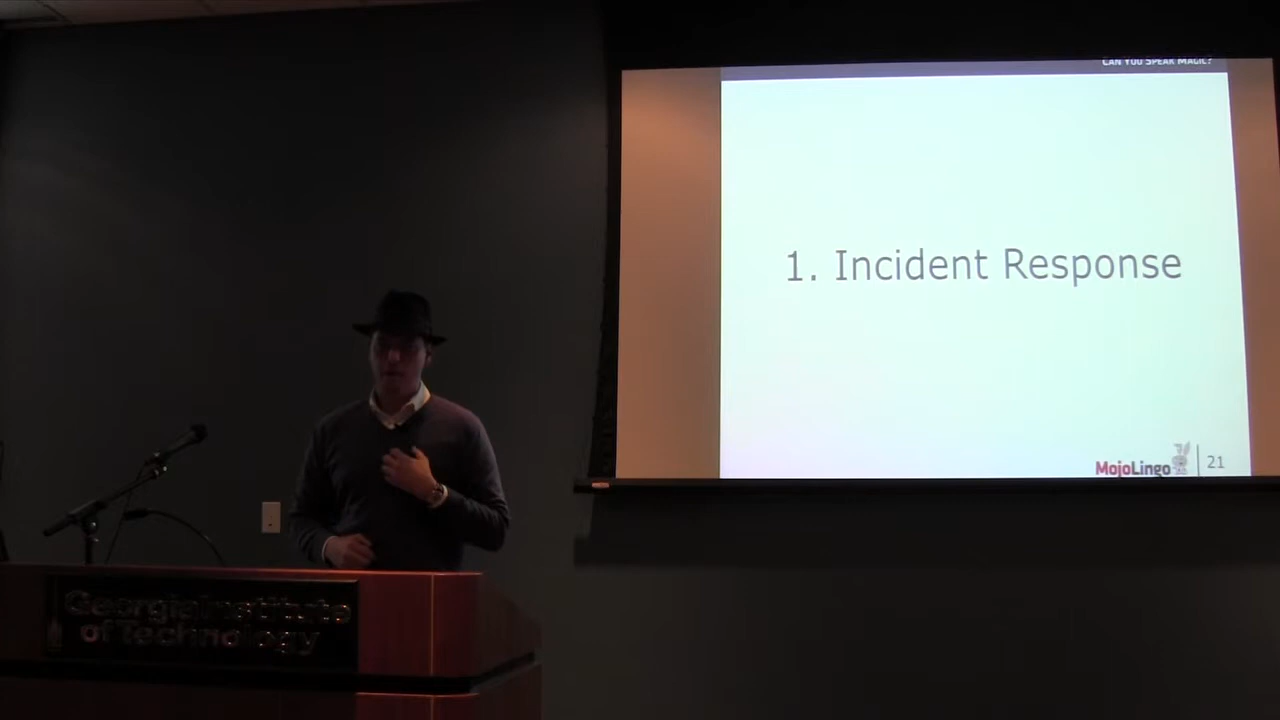 CAN YOU SPEAK MAGIC?
1. Incident Response
MojoLingo
21
Georgia Institute
of Technology